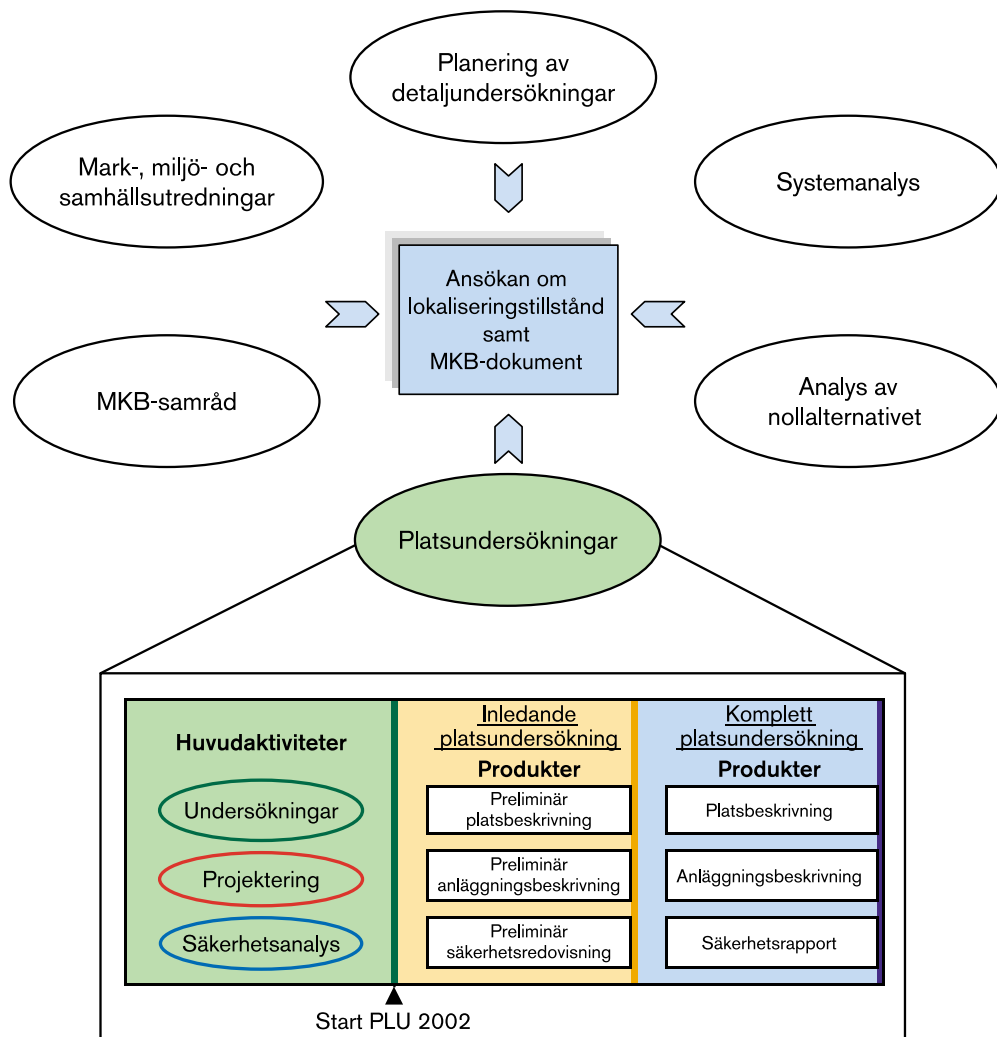 Planering av
detaljundersökningar
Mark-, miljö- och
samhällsutredningar
Systemanalys
Ansökan om
lokaliseringstillstånd
samt
MKB-dokument
MKB-samråd
Analys av
nollalternativet
Platsundersökningar
Huvudaktiviteter
Undersökningar
Projektering
Säkerhetsanalys
Inledande
platsundersökning
Produkter
Preliminär
platsbeskrivning
Preliminär
anläggningsbeskrivning
Preliminär
säkerhetsredovisning
Komplett
platsundersökning
Produkter
Platsbeskrivning
Anläggningsbeskrivning
Säkerhetsrapport
Start PLU 2002